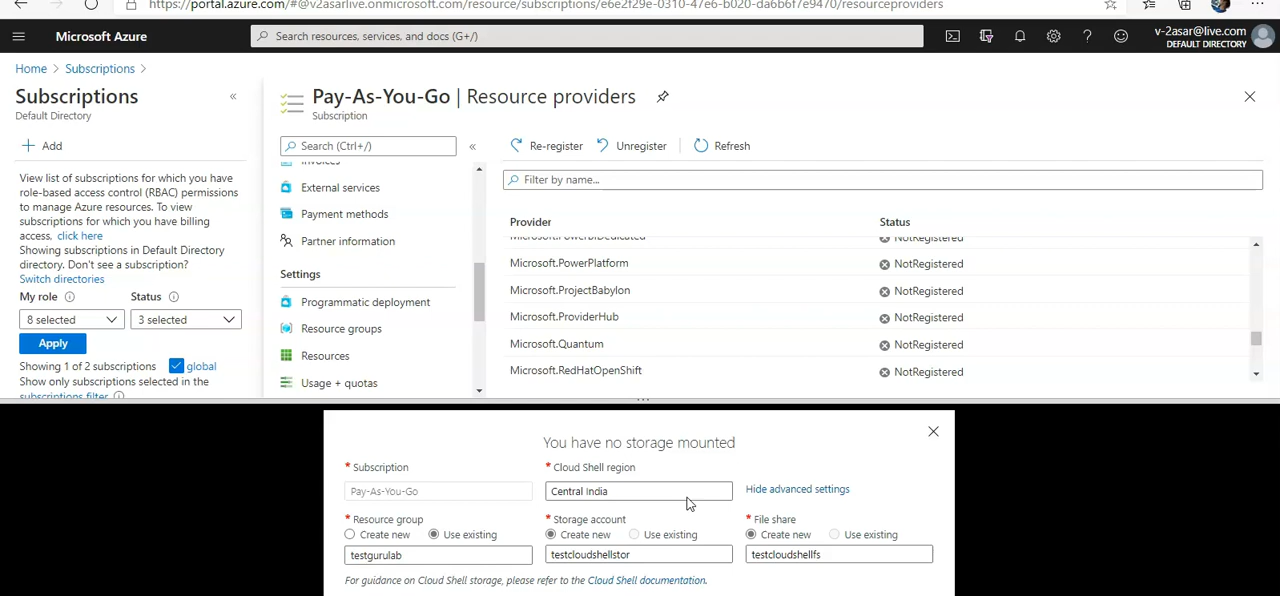 https://portal.azure.com/#@v2asarlive.onmicrosoft.com/resource/subscriptions/e6e2f29e-0310-47e6-b020-da6b6f7e9470/resourceproviders
Microsoft Azure
Search resources, services, and docs (G+/)
v-2asar@live.com
DEFAULT DIRECTORY
Home > Subscriptions >
Subscriptions
Default Directory
Add
View list of subscriptions for which you have
role-based access control (RBAC) permissions
to manage Azure resources. To view
subscriptions for which you have billing
access, click here
Showing subscriptions in Default Directory
directory. Don't see a subscription?
Switch directories
My role Status
8 selected 3 selected
Apply
Showing 1 of 2 subscriptions global
Show only subscriptions selected in the
subscriptions filter
Pay-As-You-Go | Resource providers
Subscription
Search (Ctrl+/)
Invoices
External services
Payment methods
Partner information
Settings
Programmatic deployment
Resource groups
Resources
Usage + quotas
Re-register Unregister Refresh
Filter by name...
Provider Status
Microsoft.PowerBIDedicated NotRegistered
Microsoft.PowerPlatform NotRegistered
Microsoft.ProjectBabylon NotRegistered
Microsoft.ProviderHub NotRegistered
Microsoft.Quantum NotRegistered
Microsoft.RedHatOpenShift NotRegistered
You have no storage mounted
* Subscription * Cloud Shell region
Pay-As-You-Go Central India Hide advanced settings
* Resource group * Storage account * File share
Create new Use existing Create new Use existing Create new Use existing
testgurulab testcloudshellstor testcloudshellfs
For guidance on Cloud Shell storage, please refer to the Cloud Shell documentation.